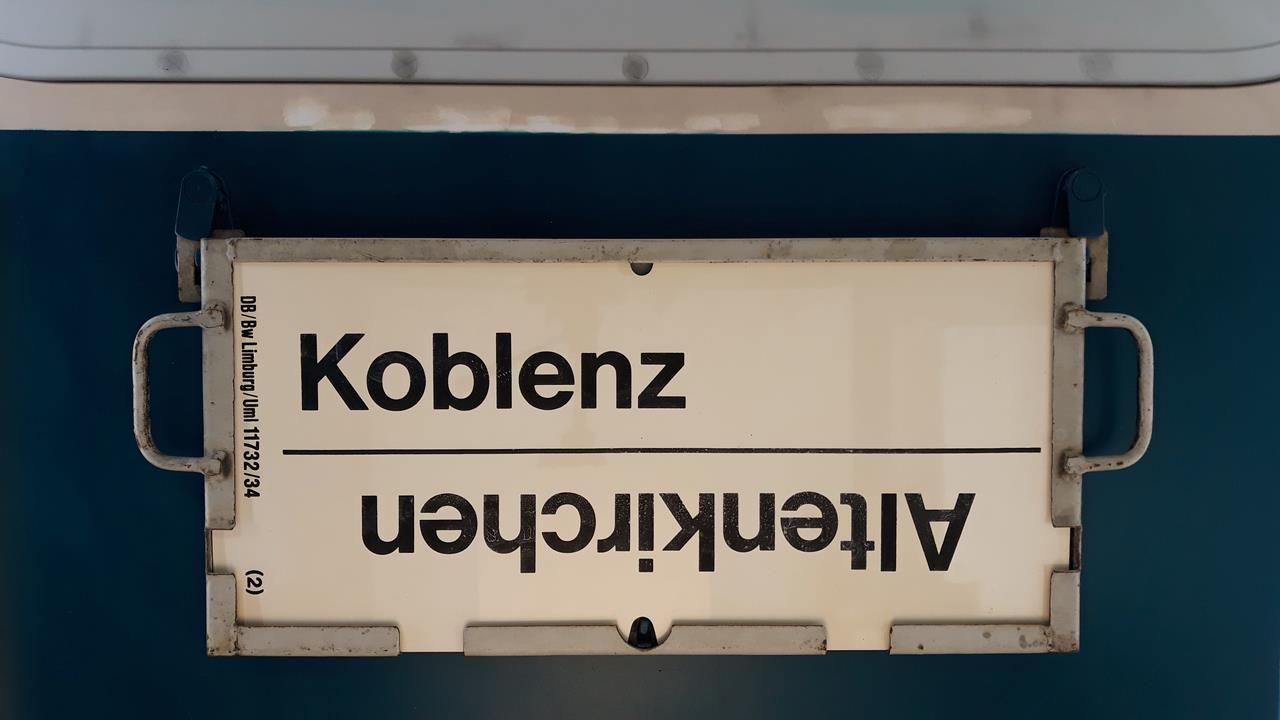 Koblenz
Altenkirchen
DB/Bw Limburg/Uml 11732/34
(2)